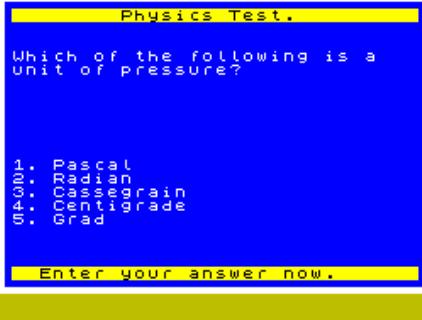 Physics Test.
Which of the following is a
unit of pressure?
1. Pascal
2. Radian
3. Cassegrain
4. Centigrade
5. Grad
Enter your answer now.